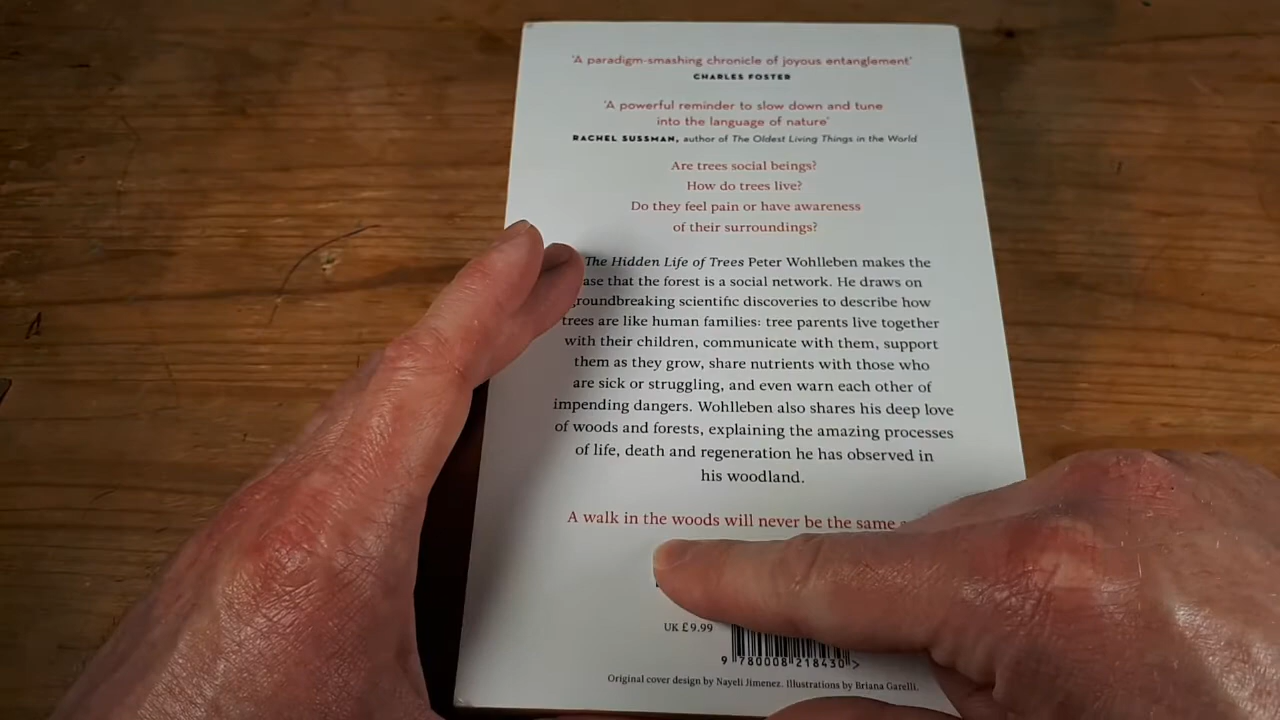 'A paradigm-smashing chronicle of joyous entanglement'
CHARLES FOSTER
'A powerful reminder to slow down and tune
into the language of nature'
RACHEL SUSSMAN, author of The Oldest Living Things in the World
Are trees social beings?
How do trees live?
Do they feel pain or have awareness
of their surroundings?
The Hidden Life of Trees Peter Wohlleben makes the
that the forest is a social network. He draws on
scientific discoveries to describe how
trees are like human families: tree parents live together
with their children, communicate with them, support
them as they grow, share nutrients with those who
are sick or struggling, and even warn each other of
impending dangers. Wohlleben also shares his deep love
of woods and forests, explaining the amazing processes
of life, death and regeneration he has observed in
his woodland.
A walk in the woods will never be the same
UK £9.99
9 780008 218430 >
Original cover design by Nayeli Jimenez. Illustrations by Briana Garelli.